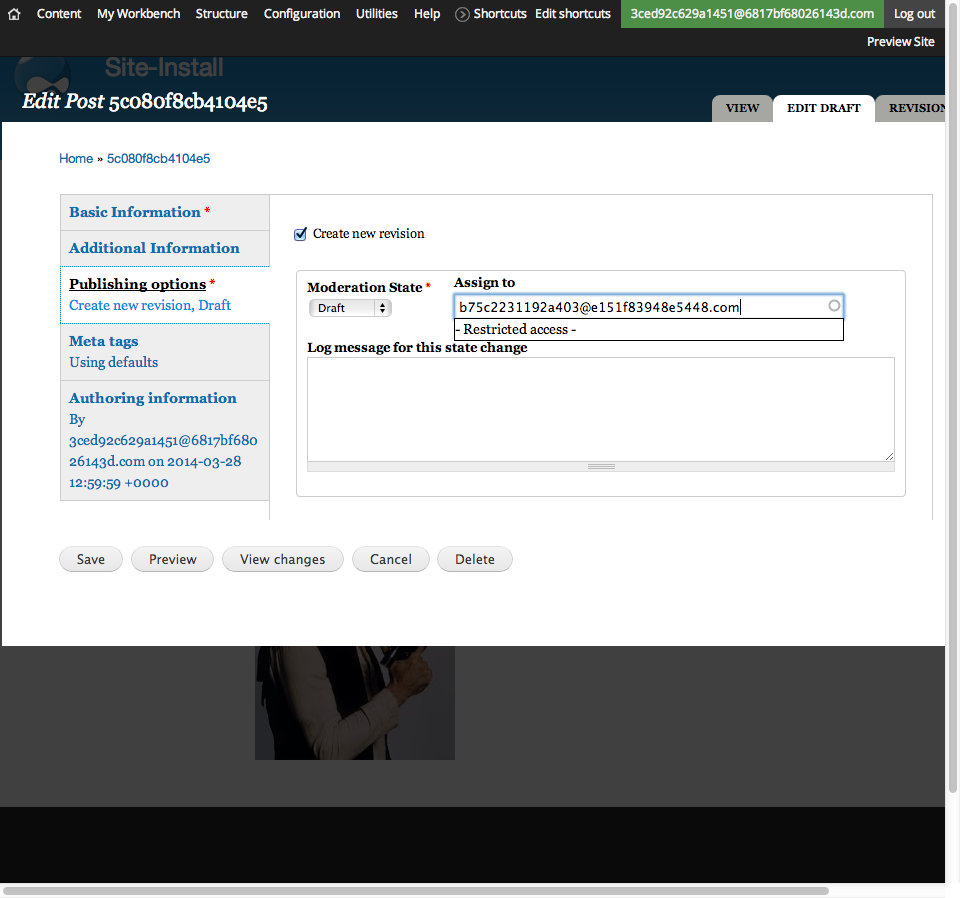 Content My Workbench Structure Configuration Utilities Help Shortcuts Edit shortcuts 3ced92c629a1451@6817bf68026143d.com Log out
Preview Site
Site-Install
Edit Post 5c080f8cb4104e5
VIEW EDIT DRAFT REVISION
Home » 5c080f8cb4104e5
Basic Information *
Additional Information
Publishing options *
Create new revision, Draft
Meta tags
Using defaults
Authoring information
By
3ced92c629a1451@6817bf680
26143d.com on 2014-03-28
12:59:59 +0000
Create new revision
Moderation State *
Draft
Assign to
b75c2231192a403@e151f83948e5448.com
- Restricted access -
Log message for this state change
Save Preview View changes Cancel Delete